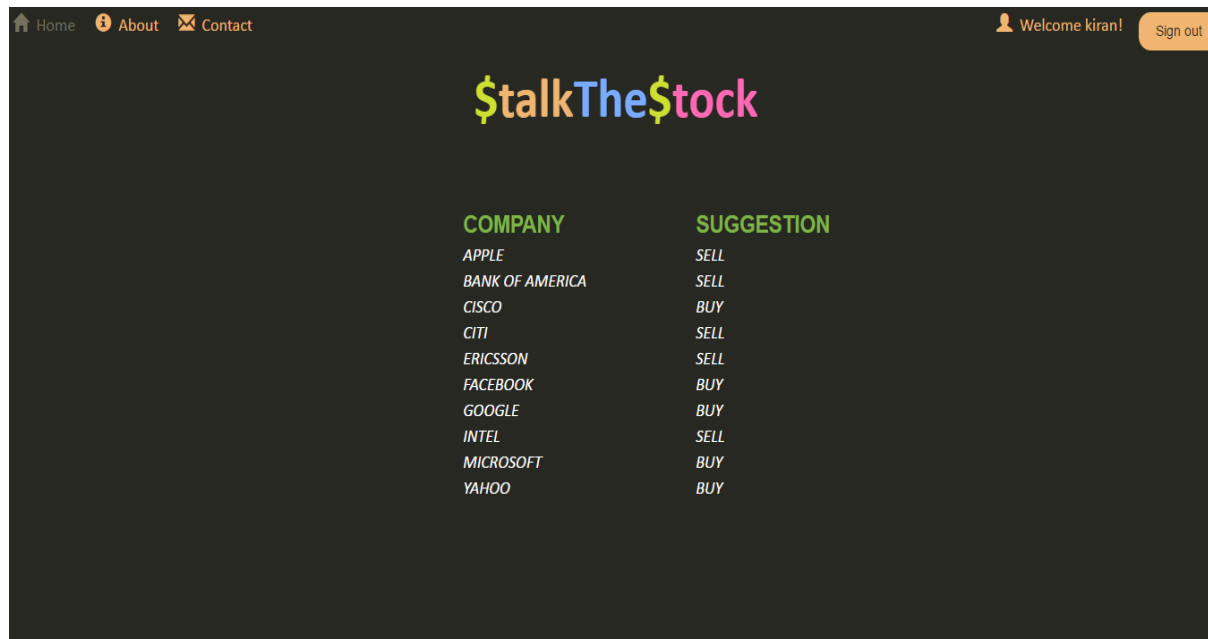 Home About Contact Welcome kiran! Sign out
$talkThe$tock
COMPANY SUGGESTION
APPLE SELL
BANK OF AMERICA SELL
CISCO BUY
CITI SELL
ERICSSON SELL
FACEBOOK BUY
GOOGLE BUY
INTEL SELL
MICROSOFT BUY
YAHOO BUY